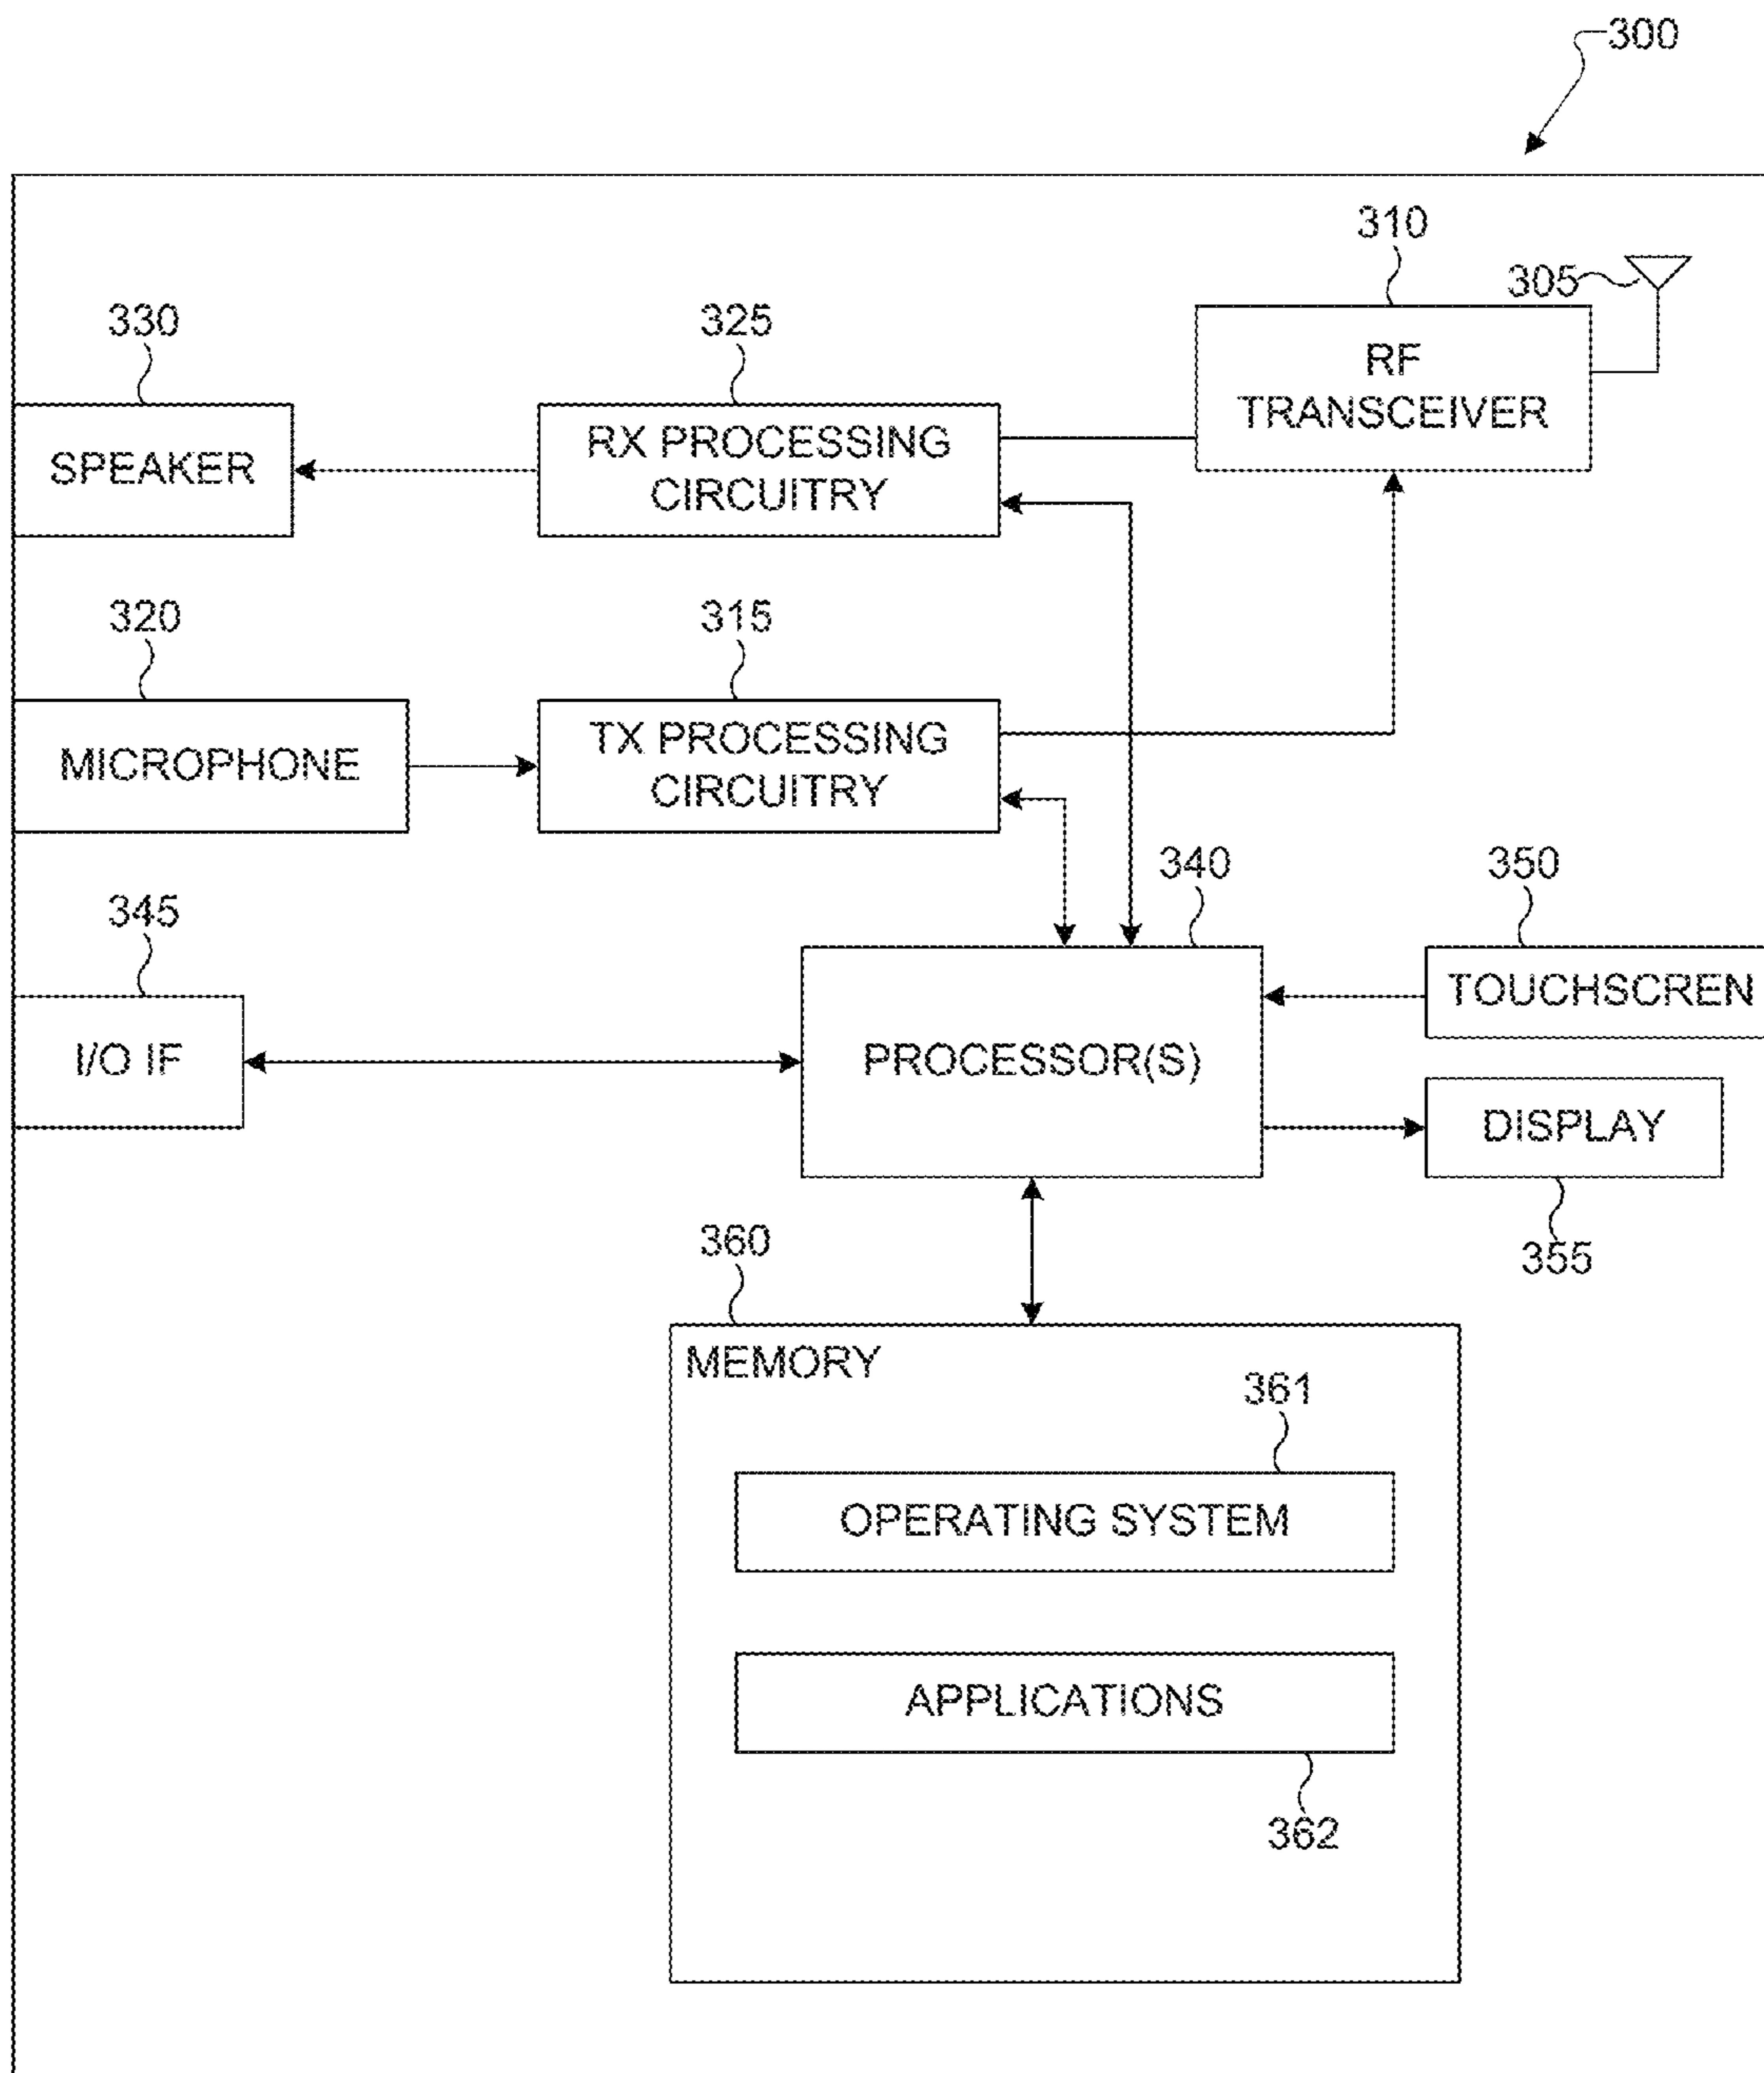 300
310
305
330
325
RF
TRANSCEIVER
SPEAKER
RX PROCESSING
CIRCUITRY
320
315
MICROPHONE
TX PROCESSING
CIRCUITRY
340
350
345
TOUCHSCREN
I/O IF
PROCESSOR(S)
DISPLAY
355
360
MEMORY
361
OPERATING SYSTEM
APPLICATIONS
362